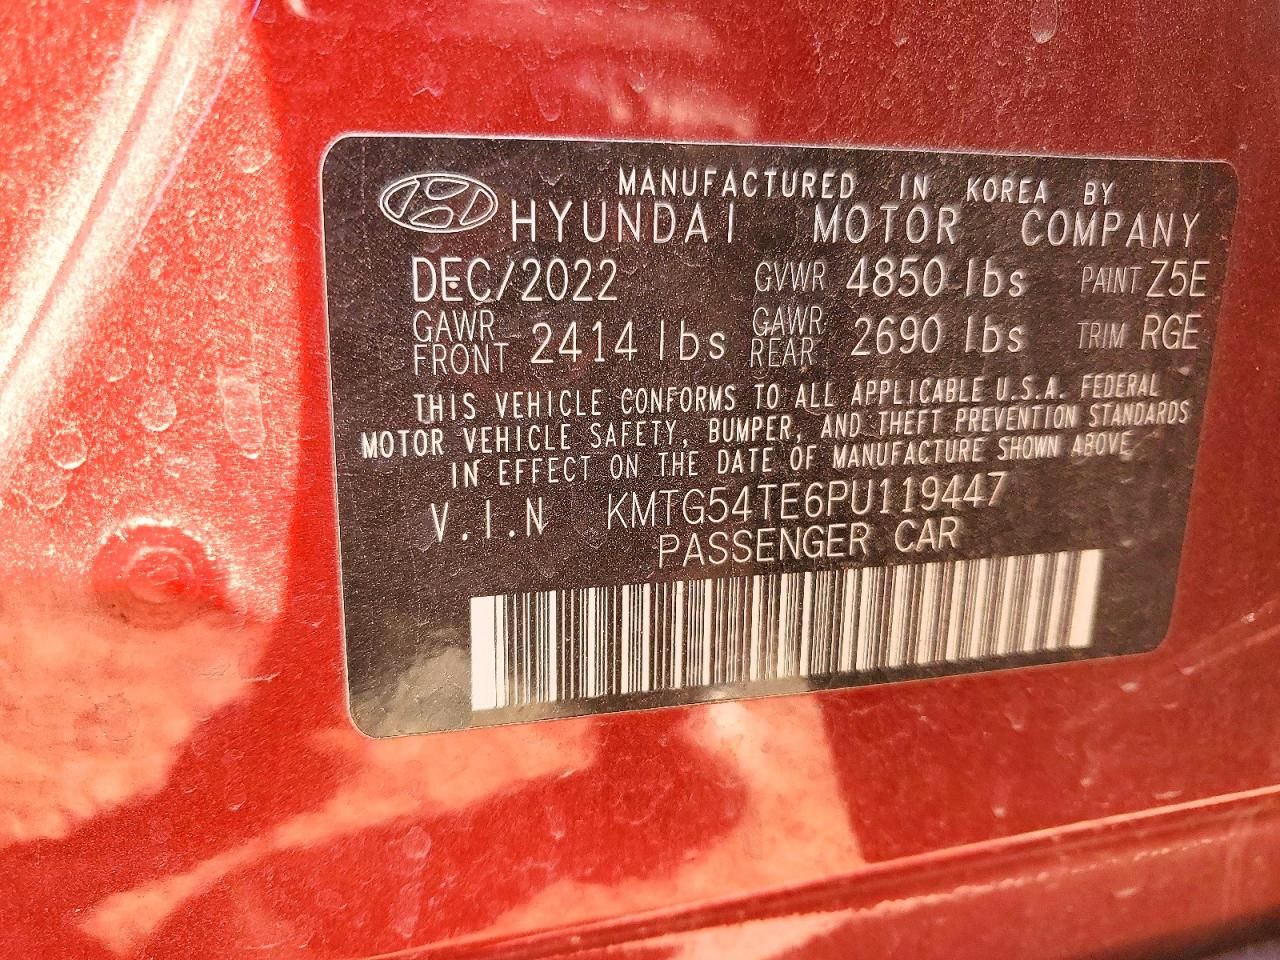 MANUFACTURED IN KOREA BY
HYUNDAI MOTOR COMPANY
DEC/2022 GVWR 4850 lbs PAINT Z5E
GAWR FRONT 2414 lbs GAWR REAR 2690 lbs TRIM RGE
THIS VEHICLE CONFORMS TO ALL APPLICABLE U.S.A. FEDERAL
MOTOR VEHICLE SAFETY, BUMPER, AND THEFT PREVENTION STANDARDS
IN EFFECT ON THE DATE OF MANUFACTURE SHOWN ABOVE
V.I.N KMTG54TE6PU119447
PASSENGER CAR